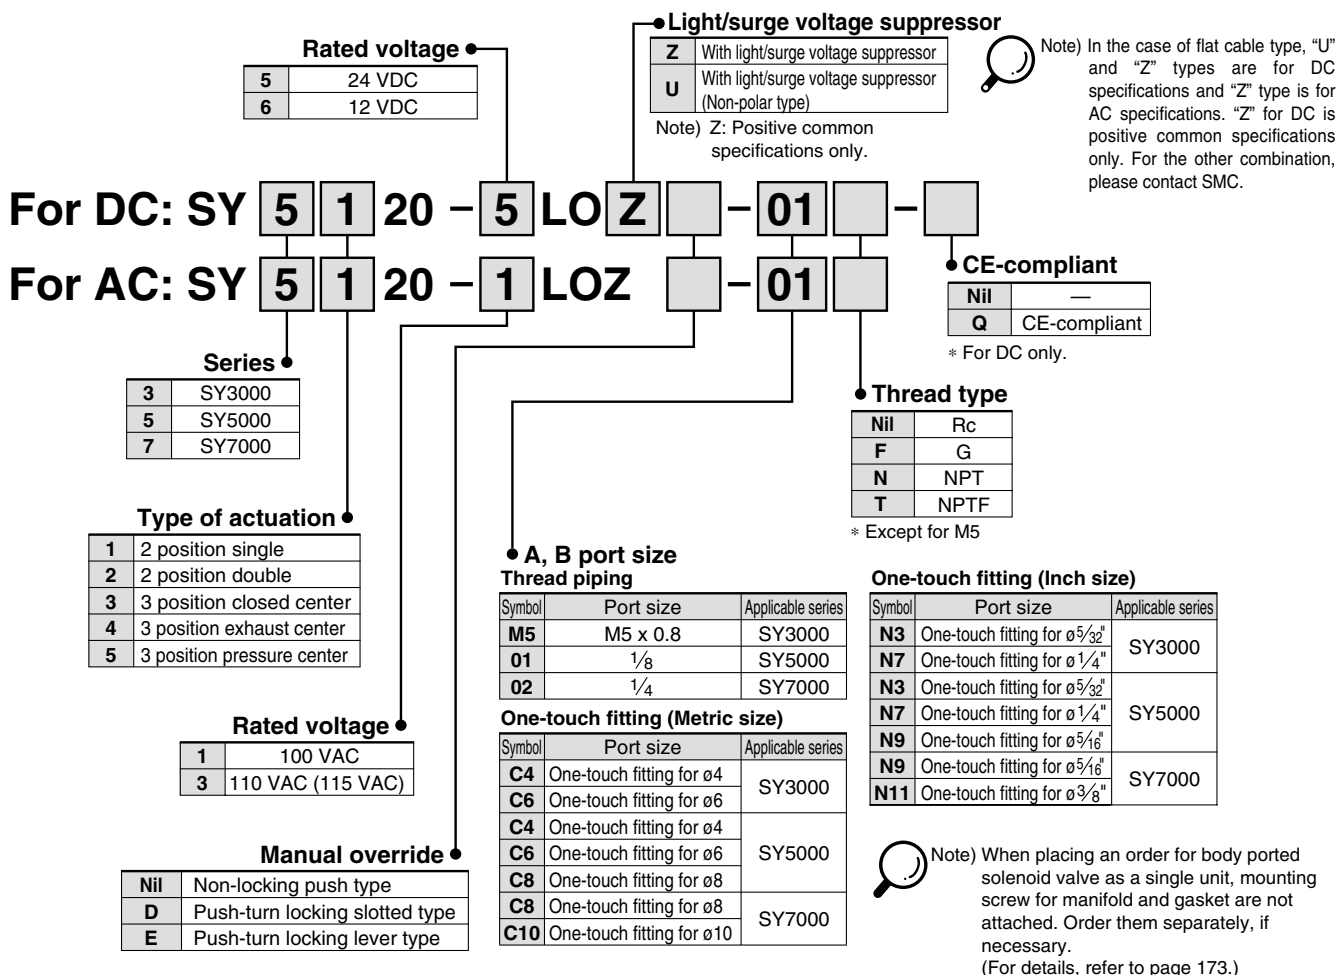 Light/surge voltage suppressor
Z With light/surge voltage suppressor
U With light/surge voltage suppressor
(Non-polar type)
Note) Z: Positive common
specifications only.
Note) In the case of flat cable type, “U”
and “Z” types are for DC
specifications and “Z” type is for
AC specifications. “Z” for DC is
positive common specifications
only. For the other combination,
please contact SMC.
Rated voltage
5 24 VDC
6 12 VDC
For DC: SY 5 1 20 – 5 LO Z – 01 –
For AC: SY 5 1 20 – 1 LOZ – 01
CE-compliant
Nil —
Q CE-compliant
* For DC only.
Series
3 SY3000
5 SY5000
7 SY7000
Thread type
Nil Rc
F G
N NPT
T NPTF
* Except for M5
Type of actuation
1 2 position single
2 2 position double
3 3 position closed center
4 3 position exhaust center
5 3 position pressure center
Rated voltage
1 100 VAC
3 110 VAC (115 VAC)
Manual override
Nil Non-locking push type
D Push-turn locking slotted type
E Push-turn locking lever type
A, B port size
Thread piping
Symbol Port size Applicable series
M5 M5 x 0.8 SY3000
01 1/8 SY5000
02 1/4 SY7000
One-touch fitting (Metric size)
Symbol Port size Applicable series
C4 One-touch fitting for ø4
SY3000
C6 One-touch fitting for ø6
C4 One-touch fitting for ø4
C6 One-touch fitting for ø6 SY5000
C8 One-touch fitting for ø8
C8 One-touch fitting for ø8
SY7000
C10 One-touch fitting for ø10
One-touch fitting (Inch size)
Symbol Port size Applicable series
N3 One-touch fitting for ø5/32"
SY3000
N7 One-touch fitting for ø1/4"
N3 One-touch fitting for ø5/32"
N7 One-touch fitting for ø1/4" SY5000
N9 One-touch fitting for ø5/16"
N9 One-touch fitting for ø5/16"
SY7000
N11 One-touch fitting for ø3/8"
Note) When placing an order for body ported
solenoid valve as a single unit, mounting
screw for manifold and gasket are not
attached. Order them separately, if
necessary.
(For details, refer to page 173.)